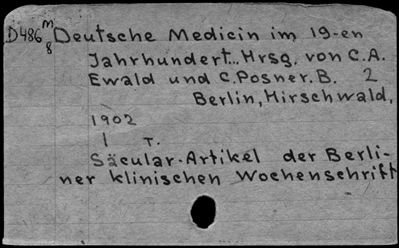 D486 m/8 Deutsche Medicin im 19-en
Jahrhundert... Hrsg. von C.A.
Ewald und C. Posner. B. 2
Berlin, Hirschwald,
1902
1 T.
Säcular-Artikel der Berli-
ner klinischen Wochenschrift